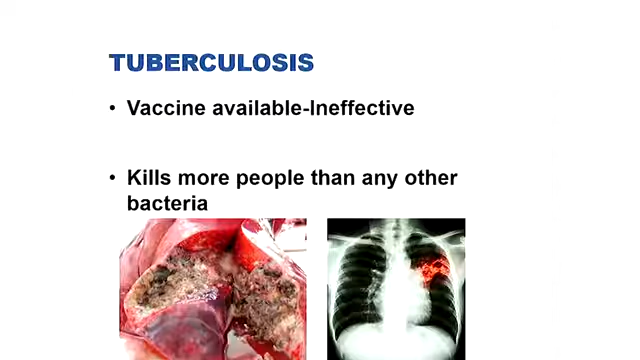 TUBERCULOSIS
• Vaccine available-Ineffective
• Kills more people than any other
bacteria